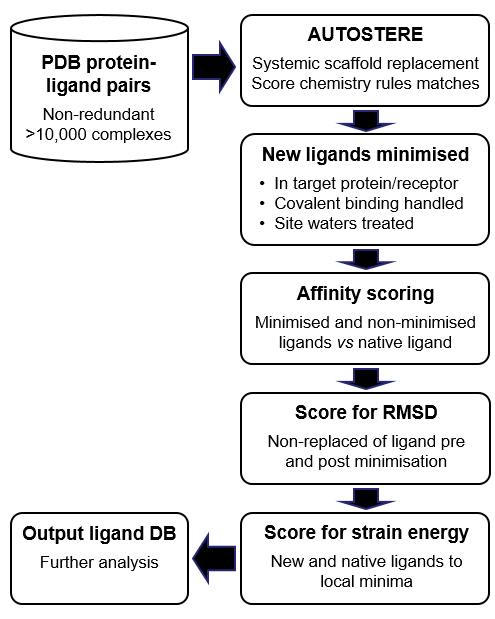 PDB protein-
ligand pairs
Non-redundant
>10,000 complexes
AUTOSTERE
Systemic scaffold replacement
Score chemistry rules matches
New ligands minimised
• In target protein/receptor
• Covalent binding handled
• Site waters treated
Affinity scoring
Minimised and non-minimised
ligands vs native ligand
Score for RMSD
Non-replaced of ligand pre
and post minimisation
Score for strain energy
New and native ligands to
local minima
Output ligand DB
Further analysis